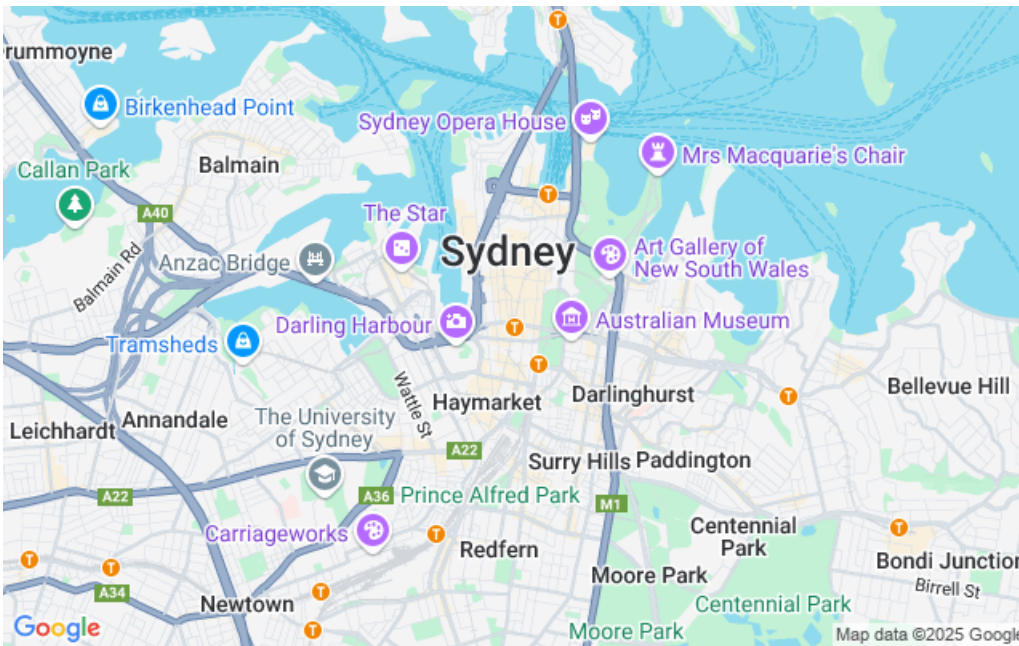 rummoyne
Birkenhead Point
Sydney Opera House
Mrs Macquarie's Chair
Balmain
Callan Park
A40
The Star
Sydney
Art Gallery of
New South Wales
Anzac Bridge
Balmain Rd
Darling Harbour
Australian Museum
Tramsheds
Bellevue Hill
Wattle St
Haymarket
Darlinghurst
Annandale
Leichhardt
The University
of Sydney
A22
Surry Hills
Paddington
A22
A36
Prince Alfred Park
M1
Carriageworks
Centennial
Park
Redfern
Bondi Junction
Moore Park
Birrell St
A34
Newtown
Centennial Park
Google
Moore Park
Map data ©2025 Google
T
T
T
T
T
T
T
T
T
T
T